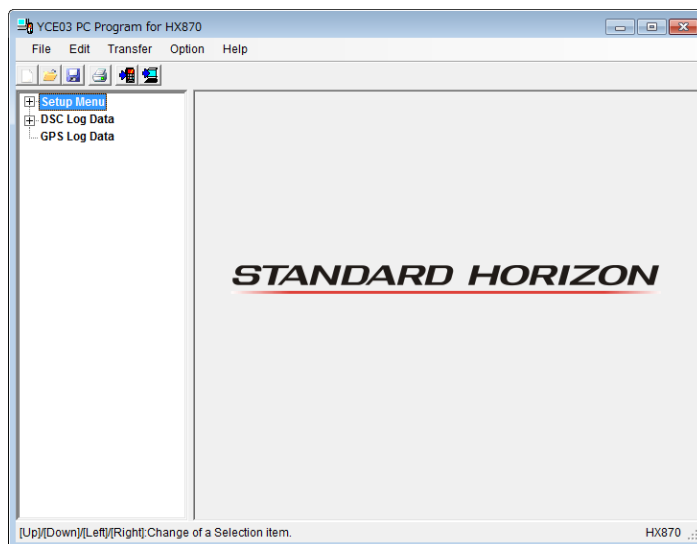 YCE03 PC Program for HX870
File Edit Transfer Option Help
Setup Menu
DSC Log Data
GPS Log Data
STANDARD HORIZON
[Up]/[Down]/[Left]/[Right]:Change of a Selection item. HX870